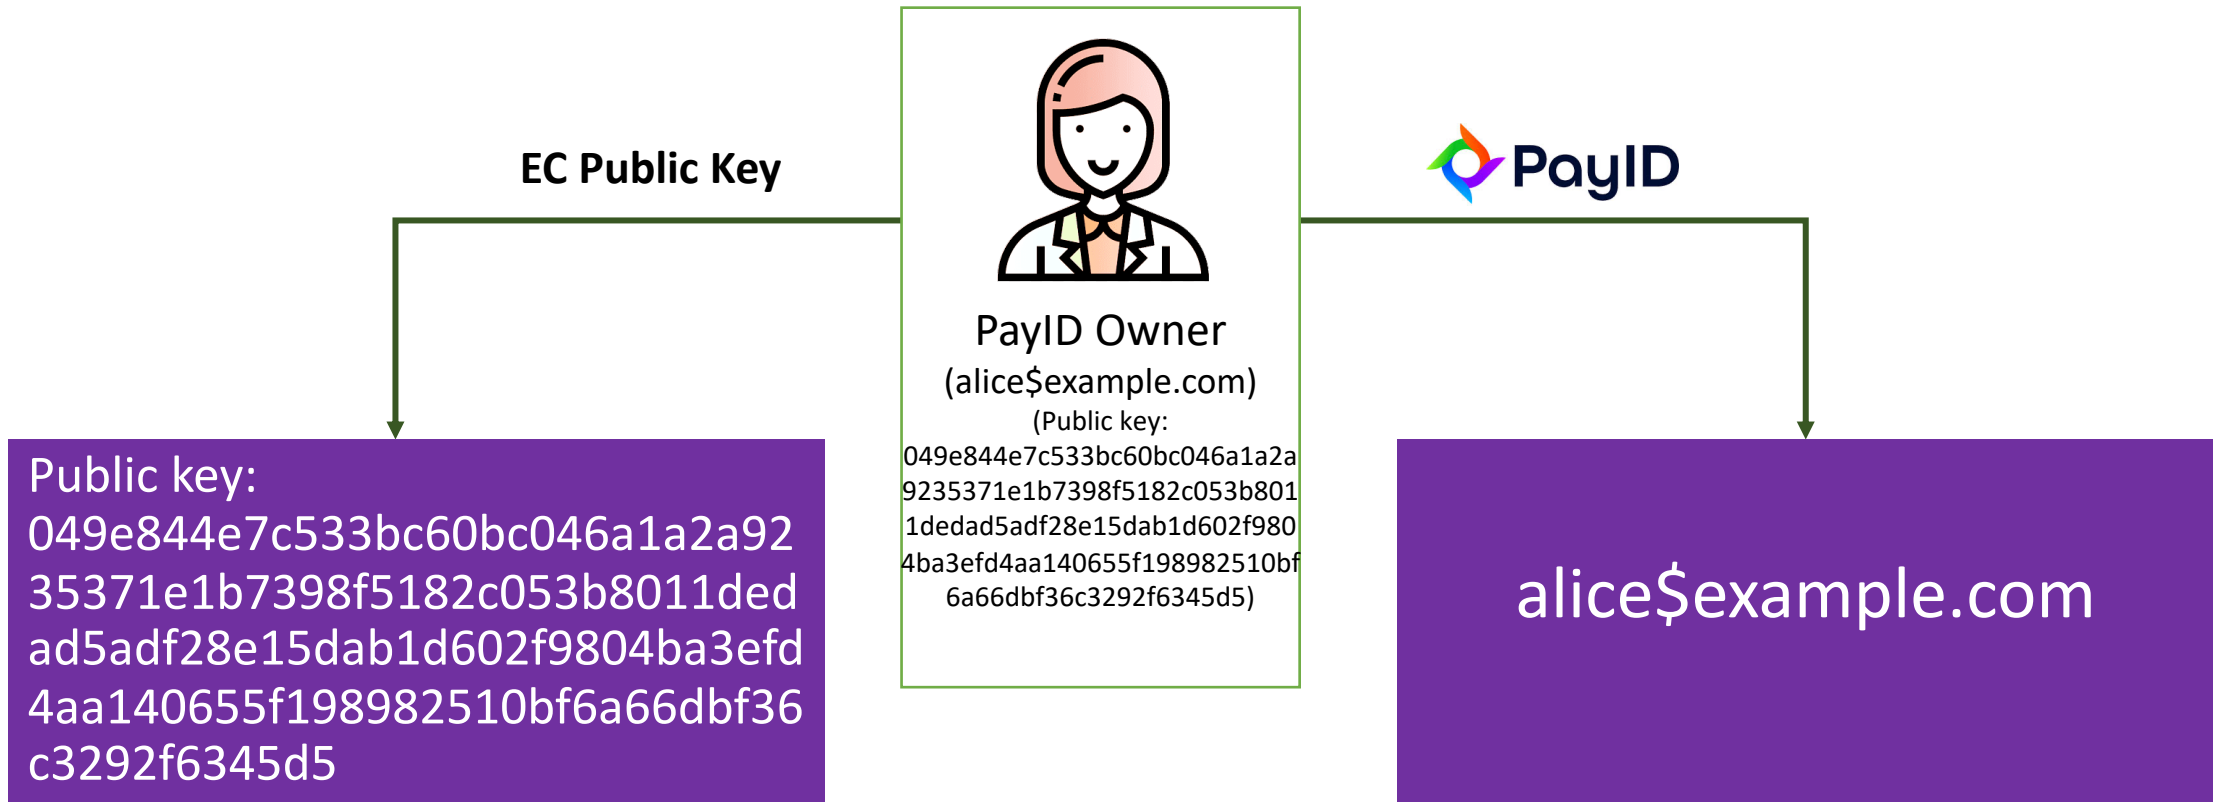 EC Public Key
PayID
PayID Owner
(alice$example.com)
(Public key:
049e844e7c533bc60bc046a1a2a
9235371e1b7398f5182c053b801
1dedad5adf28e15dab1d602f980
4ba3efd4aa140655f198982510bf
6a66dbf36c3292f6345d5)
Public key:
049e844e7c533bc60bc046a1a2a92
35371e1b7398f5182c053b8011ded
ad5adf28e15dab1d602f9804ba3efd
4aa140655f198982510bf6a66dbf36
c3292f6345d5
alice$example.com